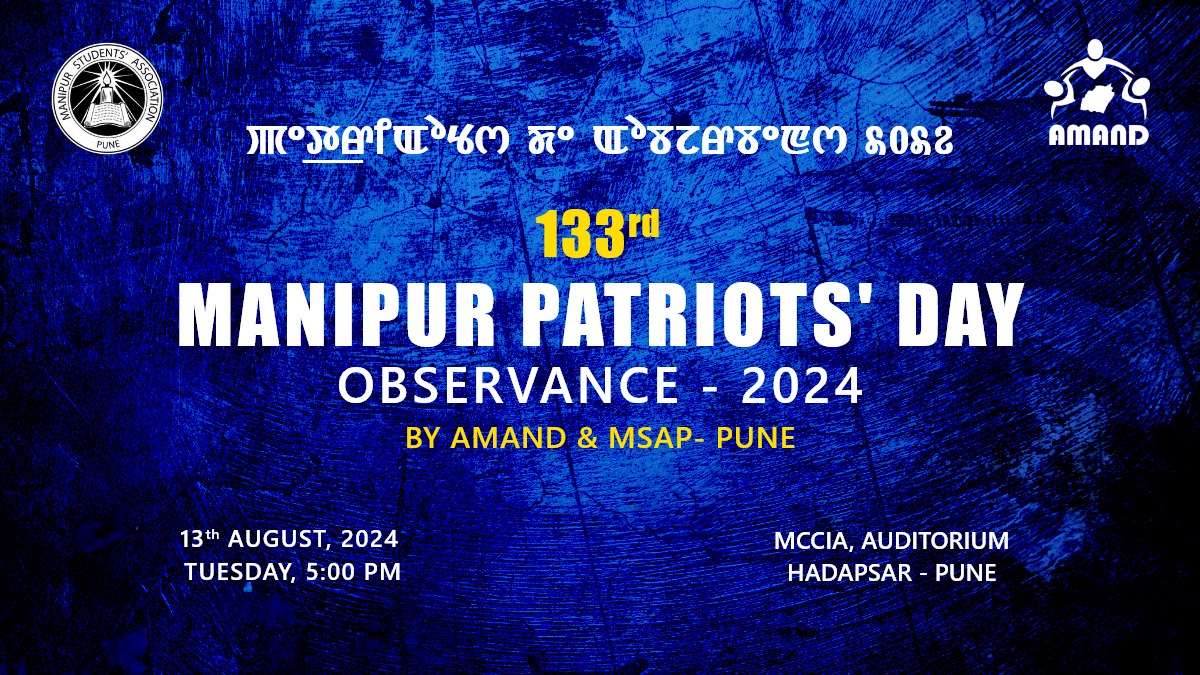 MANIPUR STUDENTS' ASSOCIATION
PUNE
AMAND
꯲꯰꯲꯴
133rd
MANIPUR PATRIOTS' DAY
OBSERVANCE - 2024
BY AMAND & MSAP- PUNE
13th AUGUST, 2024
TUESDAY, 5:00 PM
MCCIA, AUDITORIUM
HADAPSAR - PUNE